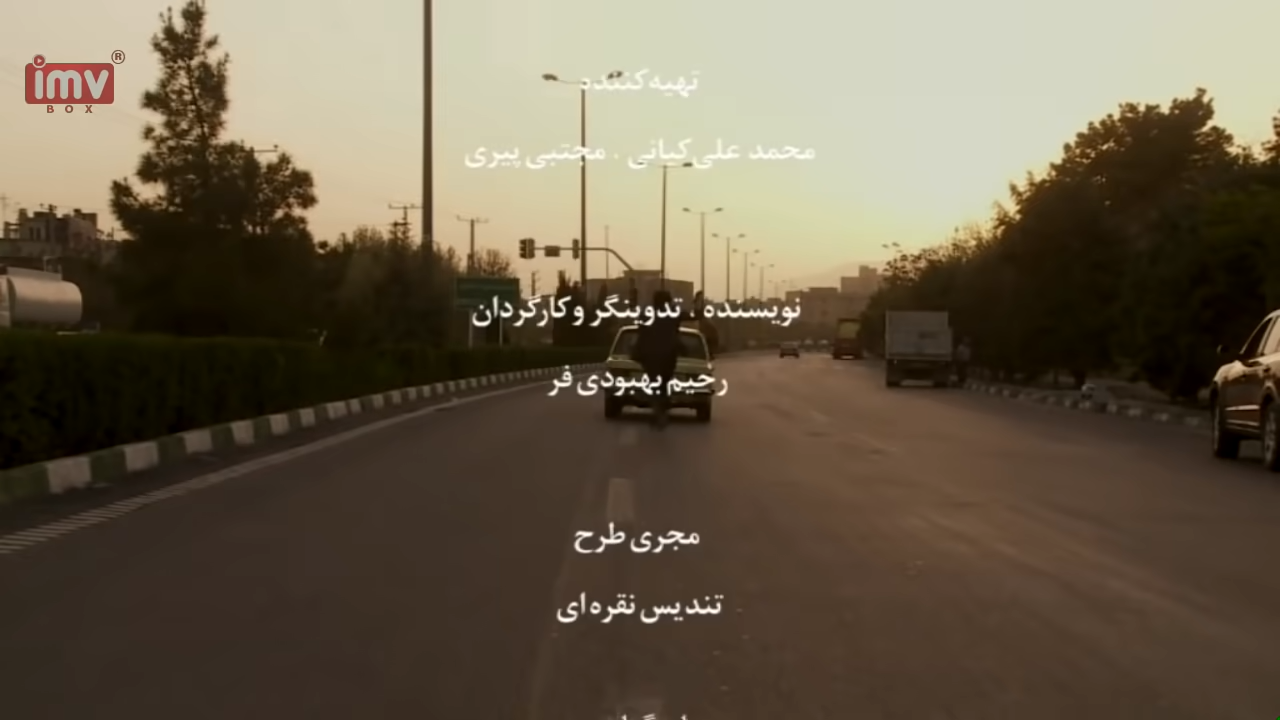 imv®
BOX
تهیه‌کننده
محمد علی‌کیانی . مجتبی پیری
نویسنده . تدوینگر و کارگردان
رحیم بهبودی فر
مجری طرح
تندیس نقره‌ای